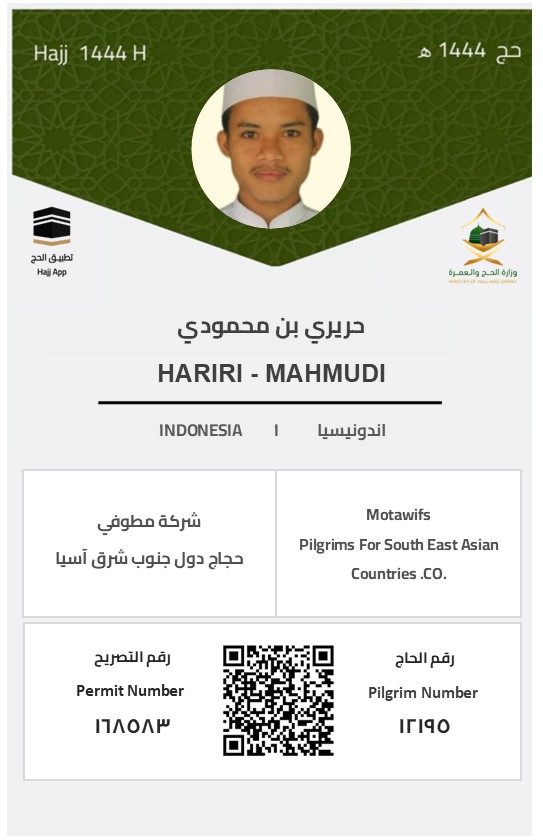 Hajj 1444 H
حج 1444 هـ
تطبيق الحج
Hajj App
وزارة الحـج والـعمـرة
MINISTRY OF HAJJ AND UMRAH
حريري بن محمودي
HARIRI - MAHMUDI
INDONESIA | اندونيسيا
شركة مطوفي
حجاج دول جنوب شرق آسيا
Motawifs
Pilgrims For South East Asian
Countries .CO.
رقم التصريح
Permit Number
١٦٨٥٨٣
رقم الحاج
Pilgrim Number
١٢١٩٥